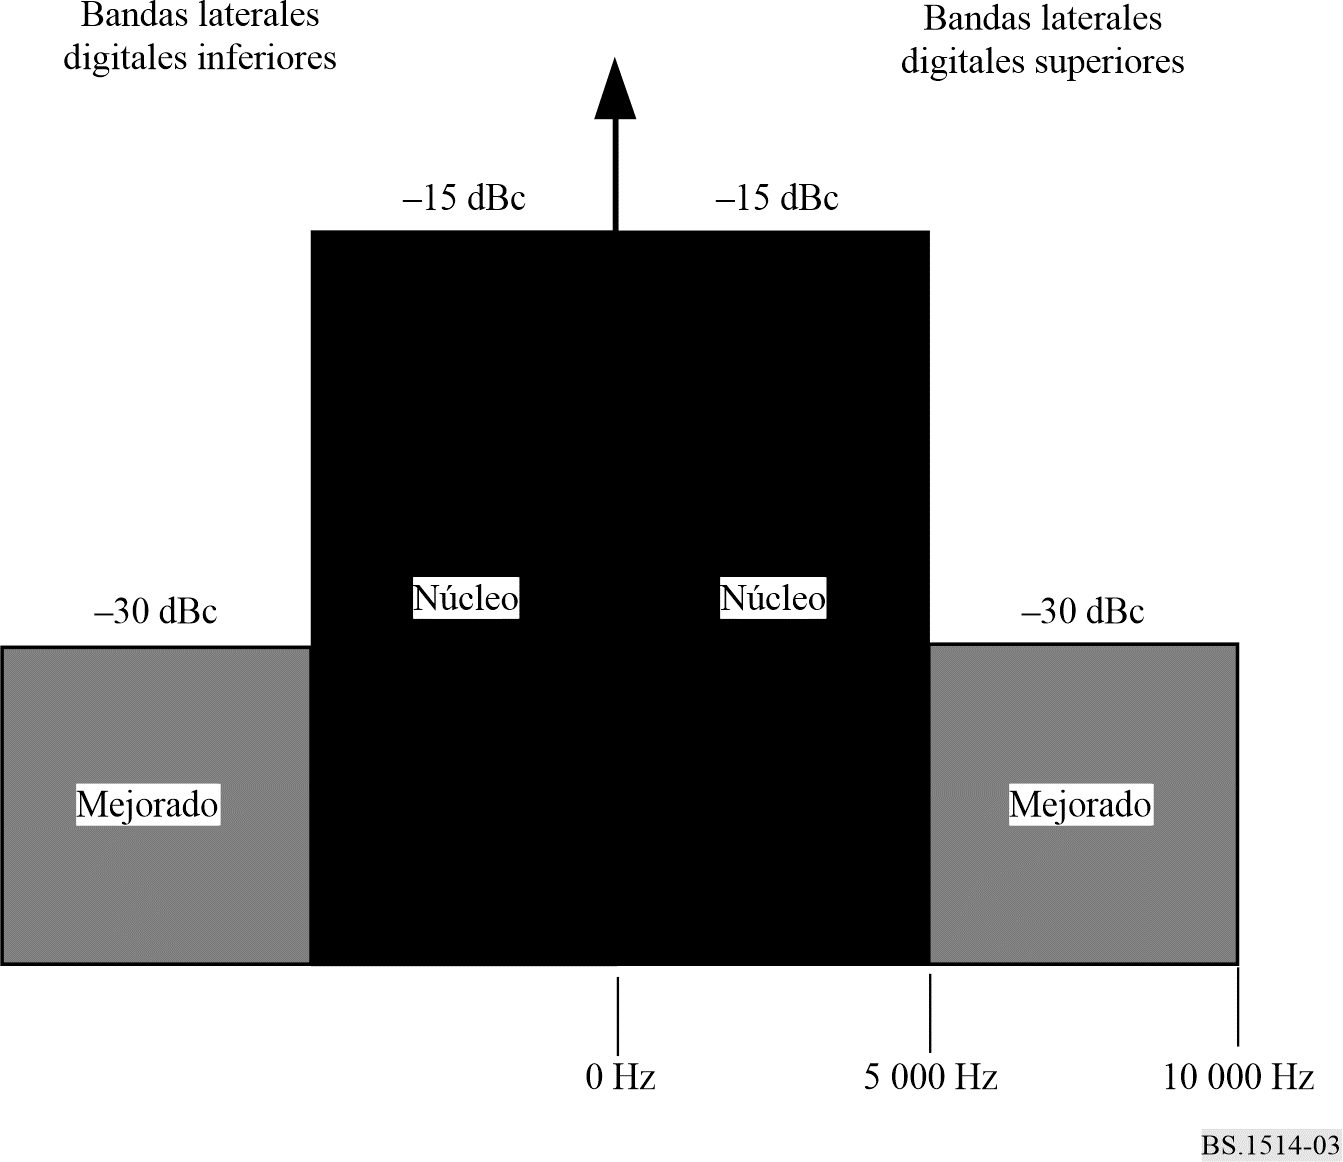 Bandas laterales
digitales inferiores
Bandas laterales
digitales superiores
–15 dBc
–15 dBc
Núcleo
Núcleo
–30 dBc
–30 dBc
Mejorado
Mejorado
0 Hz
5 000 Hz
10 000 Hz
BS.1514-03